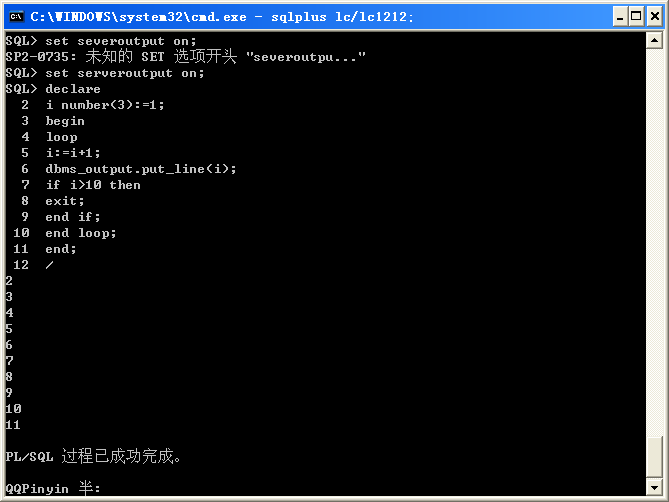 C:\WINDOWS\system32\cmd.exe - sqlplus lc/lc1212;
SQL> set severoutput on;
SP2-0735: 未知的 SET 选项开头 "severoutpu..."
SQL> set serveroutput on;
SQL> declare
2 i number(3):=1;
3 begin
4 loop
5 i:=i+1;
6 dbms_output.put_line(i);
7 if i>10 then
8 exit;
9 end if;
10 end loop;
11 end;
12 /
2
3
4
5
6
7
8
9
10
11
PL/SQL 过程已成功完成。
QQPinyin 半: